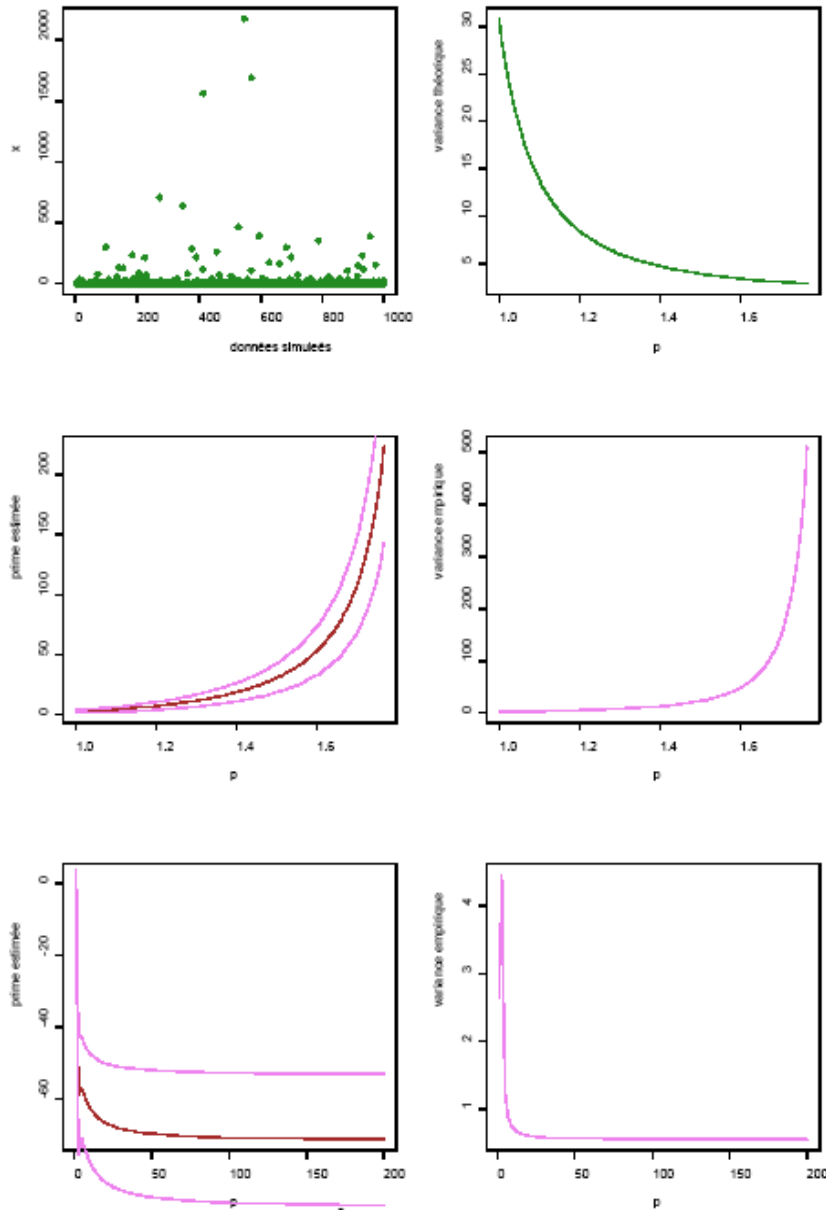 2000
1500
1000
500
0
x
0 200 400 600 800 1000
données simuleés
30
25
20
15
10
5
variance théorique
1.0 1.2 1.4 1.6
p
200
150
100
50
0
prime estimée
1.0 1.2 1.4 1.6
p
500
400
300
200
100
0
variance empirique
1.0 1.2 1.4 1.6
p
0
-20
-40
-60
prime estimée
0 50 100 150 200
p
4
3
2
1
variance empirique
0 50 100 150 200
p